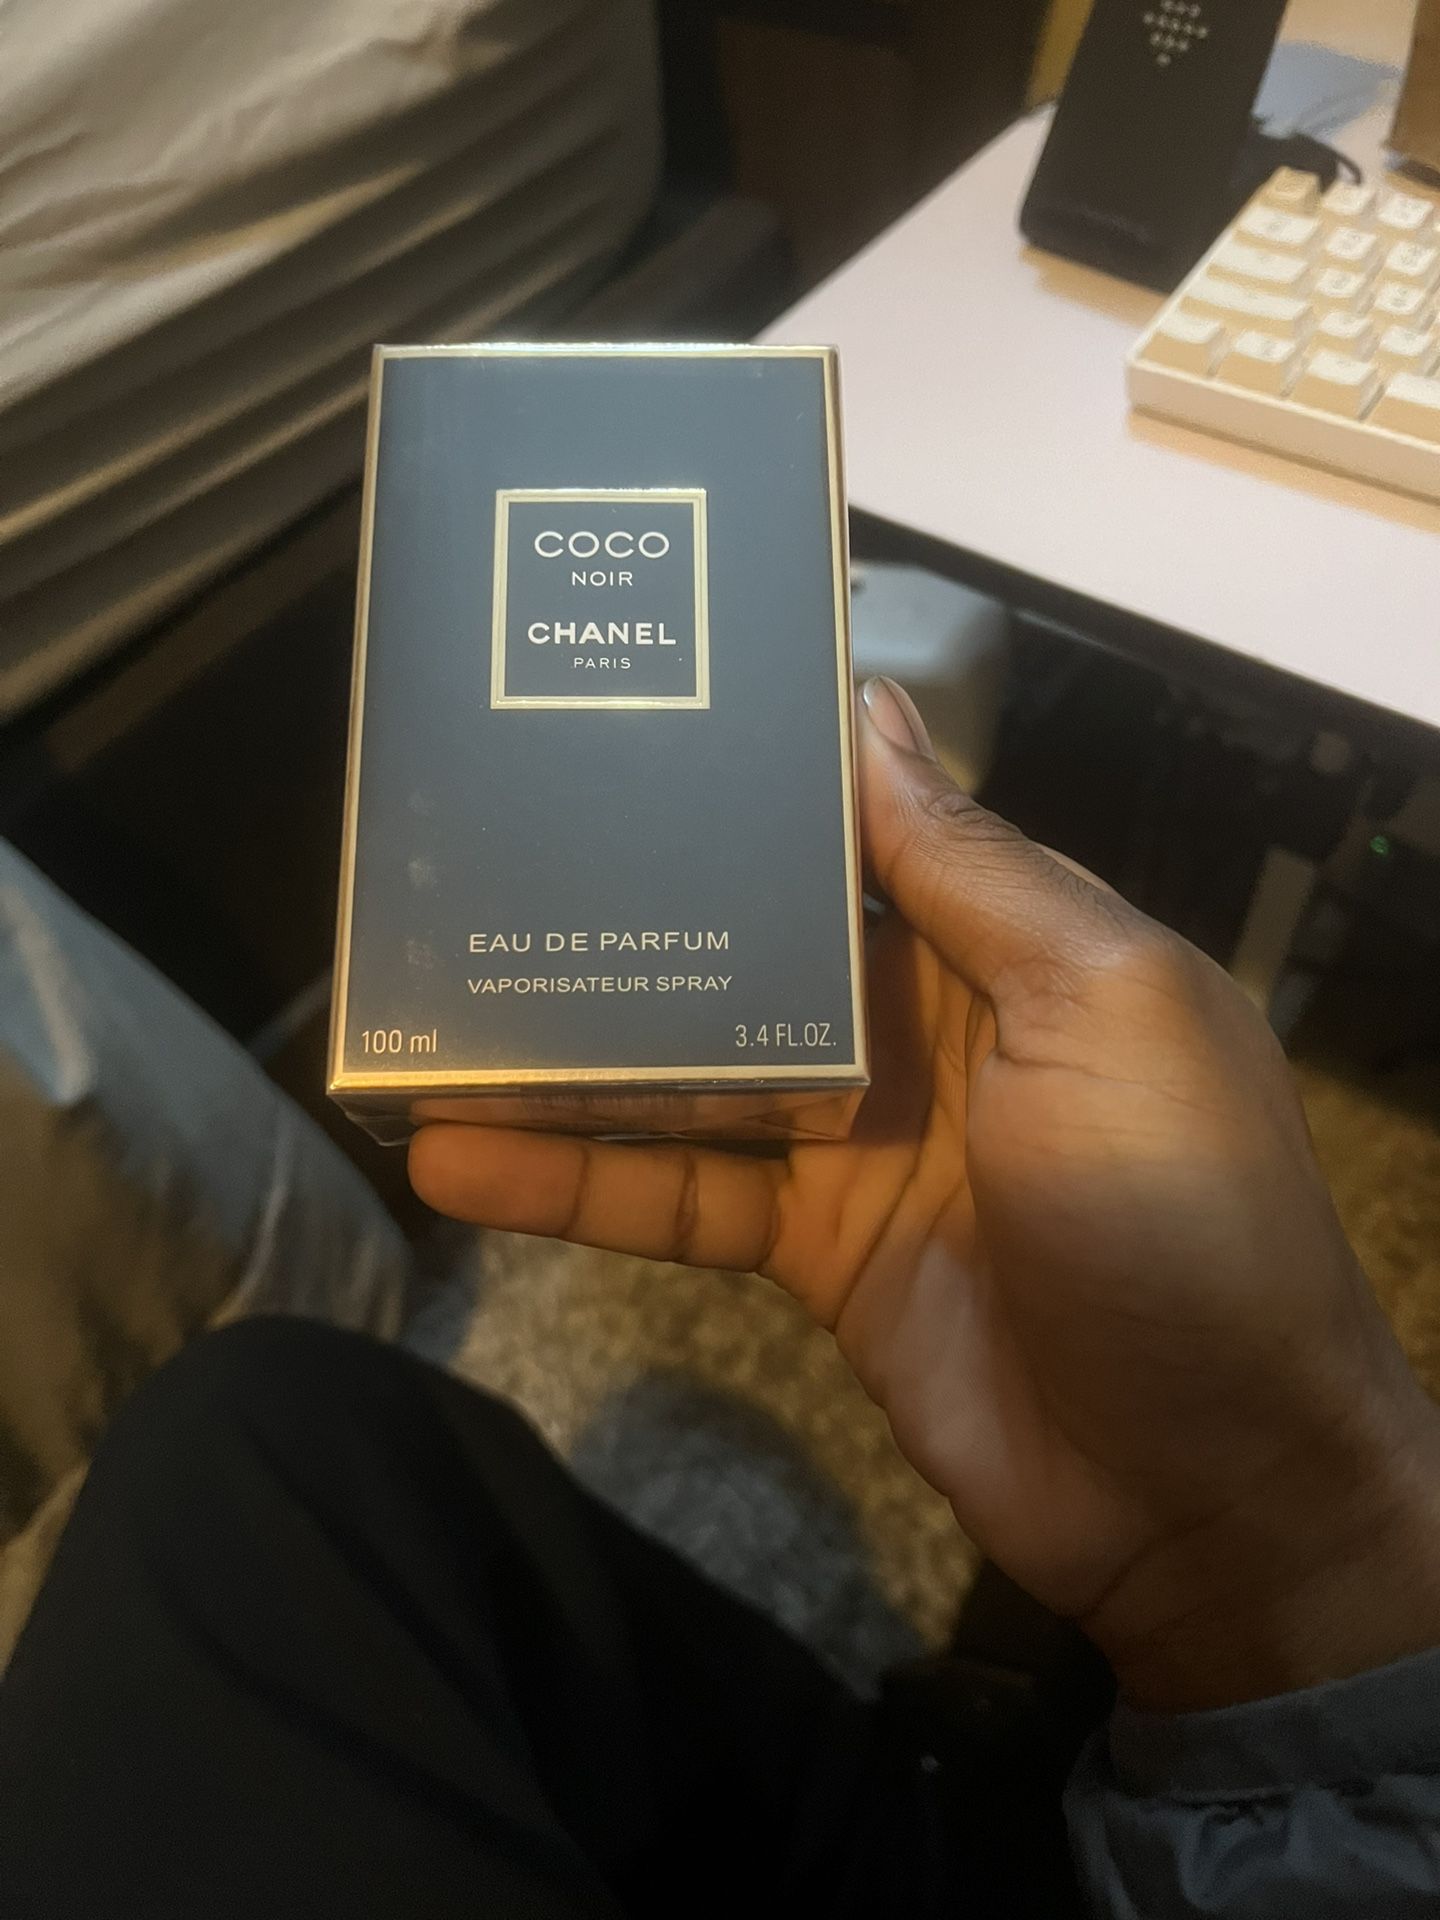 COCO
NOIR
CHANEL
PARIS
EAU DE PARFUM
VAPORISATEUR SPRAY
100 ml
3.4 FL.OZ.